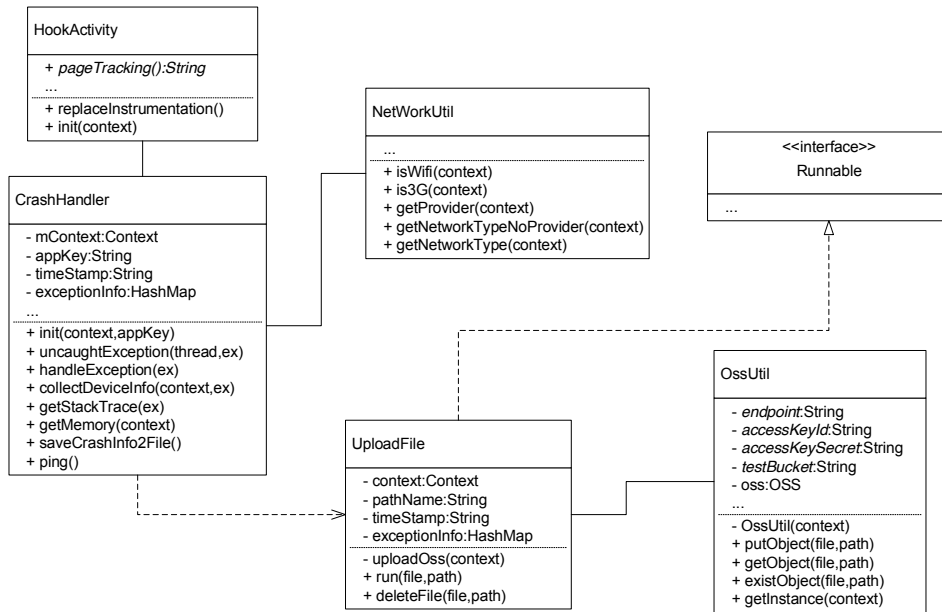 HookActivity
+ pageTracking():String
...
+ replaceInstrumentation()
+ init(context)
CrashHandler
- mContext:Context
- appKey:String
- timeStamp:String
- exceptionInfo:HashMap
...
+ init(context,appKey)
+ uncaughtException(thread,ex)
+ handleException(ex)
+ collectDeviceInfo(context,ex)
+ getStackTrace(ex)
+ getMemory(context)
+ saveCrashInfo2File()
+ ping()
NetWorkUtil
...
+ isWifi(context)
+ is3G(context)
+ getProvider(context)
+ getNetworkTypeNoProvider(context)
+ getNetworkType(context)
<<interface>>
Runnable
...
UploadFile
- context:Context
- pathName:String
- timeStamp:String
- exceptionInfo:HashMap
- uploadOss(context)
+ run(file,path)
+ deleteFile(file,path)
OssUtil
- endpoint:String
- accessKeyId:String
- accessKeySecret:String
- testBucket:String
- oss:OSS
...
- OssUtil(context)
+ putObject(file,path)
+ getObject(file,path)
+ existObject(file,path)
+ getInstance(context)